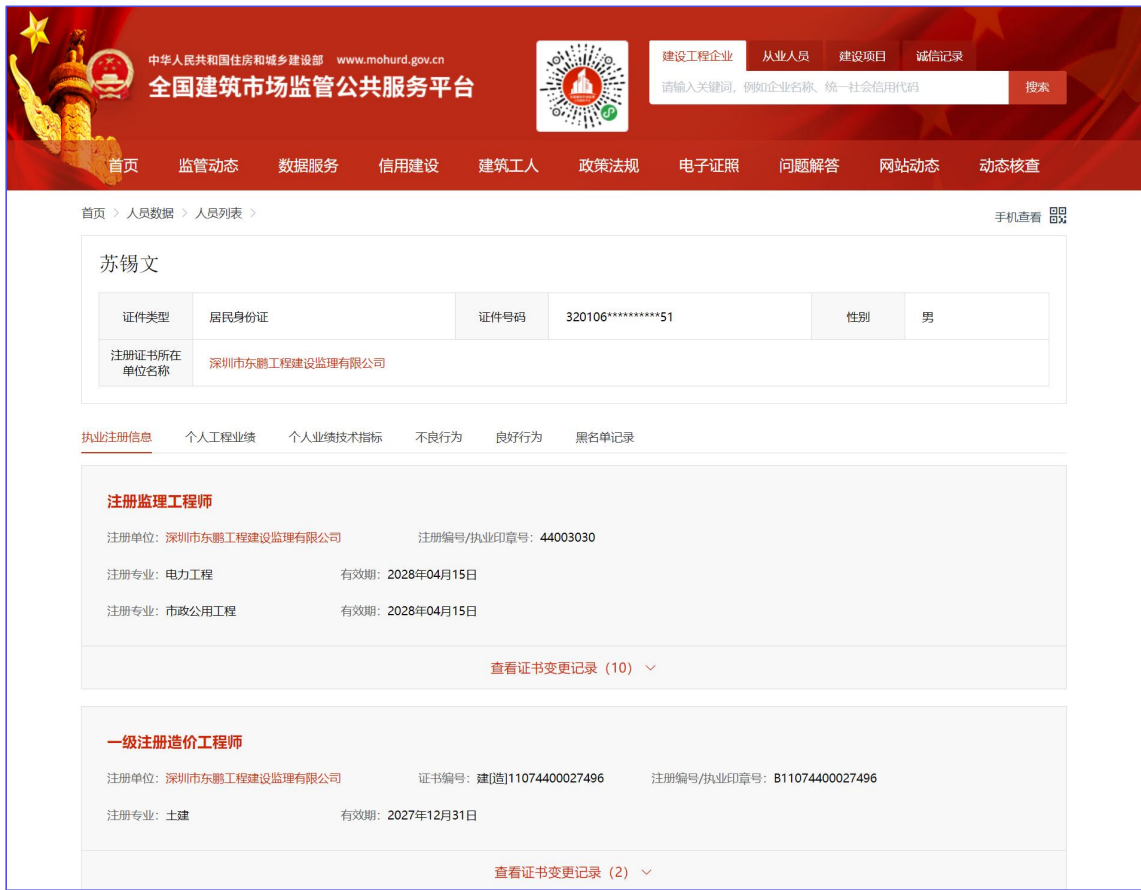 中华人民共和国住房和城乡建设部 www.mohurd.gov.cn
全国建筑市场监管公共服务平台
建设工程企业 从业人员 建设项目 诚信记录
请输入关键词，例如企业名称、统一社会信用代码 搜索
首页 监管动态 数据服务 信用建设 建筑工人 政策法规 电子证照 问题解答 网站动态 动态核查
首页 > 人员数据 > 人员列表 >
手机查看
苏锡文
证件类型 居民身份证 证件号码 320106**********51 性别 男
注册证书所在
单位名称
深圳市东鹏工程建设监理有限公司
执业注册信息 个人工程业绩 个人业绩技术指标 不良行为 良好行为 黑名单记录
注册监理工程师
注册单位：深圳市东鹏工程建设监理有限公司 注册编号/执业印章号：44003030
注册专业：电力工程 有效期：2028年04月15日
注册专业：市政公用工程 有效期：2028年04月15日
查看证书变更记录（10）
一级注册造价工程师
注册单位：深圳市东鹏工程建设监理有限公司 证书编号：建[造]11074400027496 注册编号/执业印章号：B11074400027496
注册专业：土建 有效期：2027年12月31日
查看证书变更记录（2）